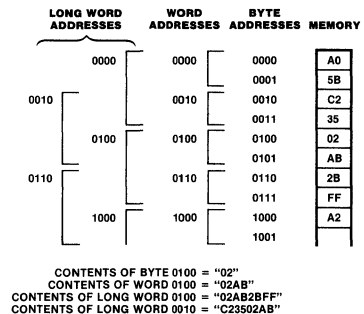 LONG WORD ADDRESSES WORD ADDRESSES BYTE ADDRESSES MEMORY
0000 0000 0000 A0
0001 5B
0010 0010 0010 C2
0011 35
0100 0100 0100 02
0101 AB
0110 0110 0110 2B
0111 FF
1000 1000 1000 A2
1001
CONTENTS OF BYTE 0100 = "02"
CONTENTS OF WORD 0100 = "02AB"
CONTENTS OF LONG WORD 0100 = "02AB2BFF"
CONTENTS OF LONG WORD 0010 = "C23502AB"